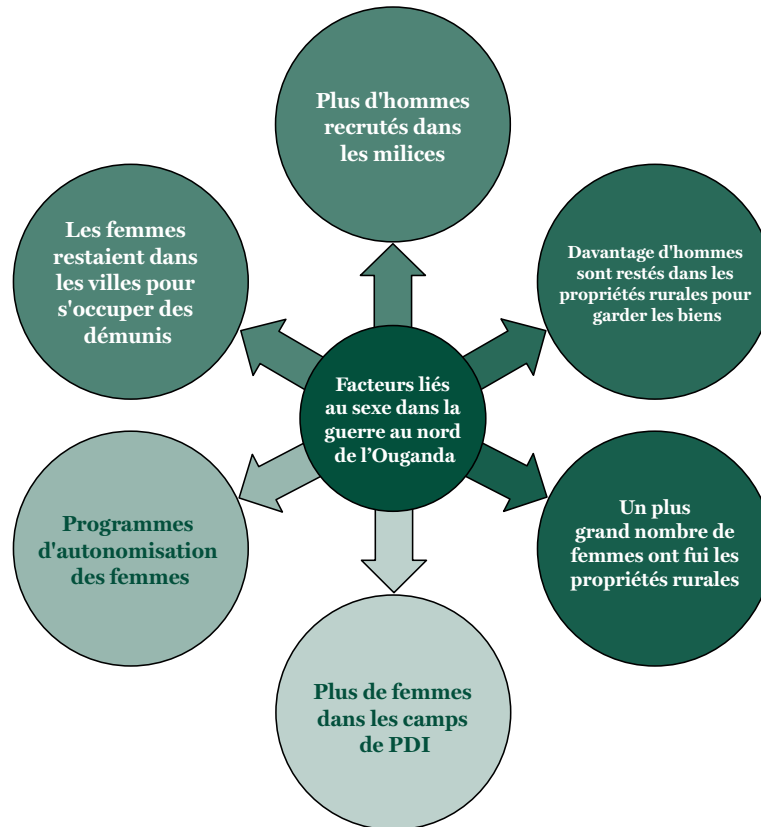 Plus d'hommes
recrutés dans
les milices
Les femmes
restaient dans
les villes pour
s'occuper des
démunis
Davantage d'hommes
sont restés dans les
propriétés rurales pour
garder les biens
Facteurs liés
au sexe dans la
guerre au nord
de l’Ouganda
Programmes
d'autonomisation
des femmes
Un plus
grand nombre de
femmes ont fui les
propriétés rurales
Plus de femmes
dans les camps
de PDI